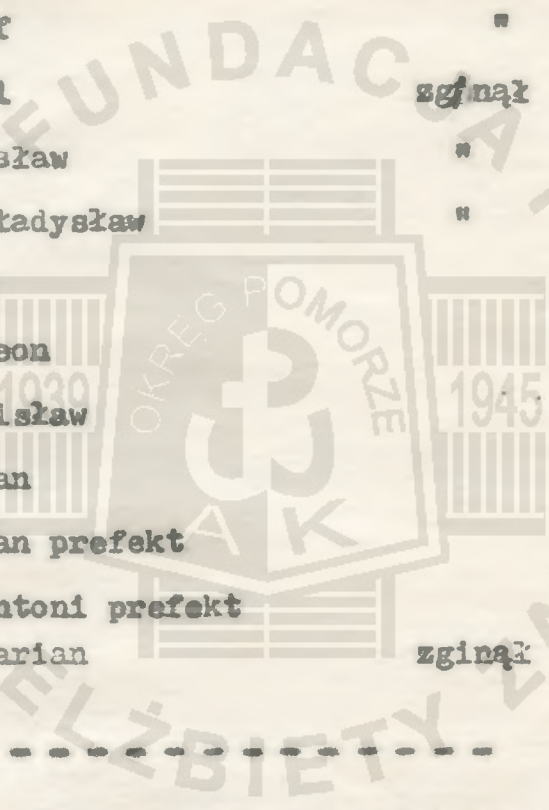 f "
l zginął
sław "
ładysław "
eon
isław
an
an prefekt
ntoni prefekt
arian zginął
- - - - - - - - - - - - -
FUNDACJA
OKRĘG POMORZE
1939 1945
AK
ELŻBIETY